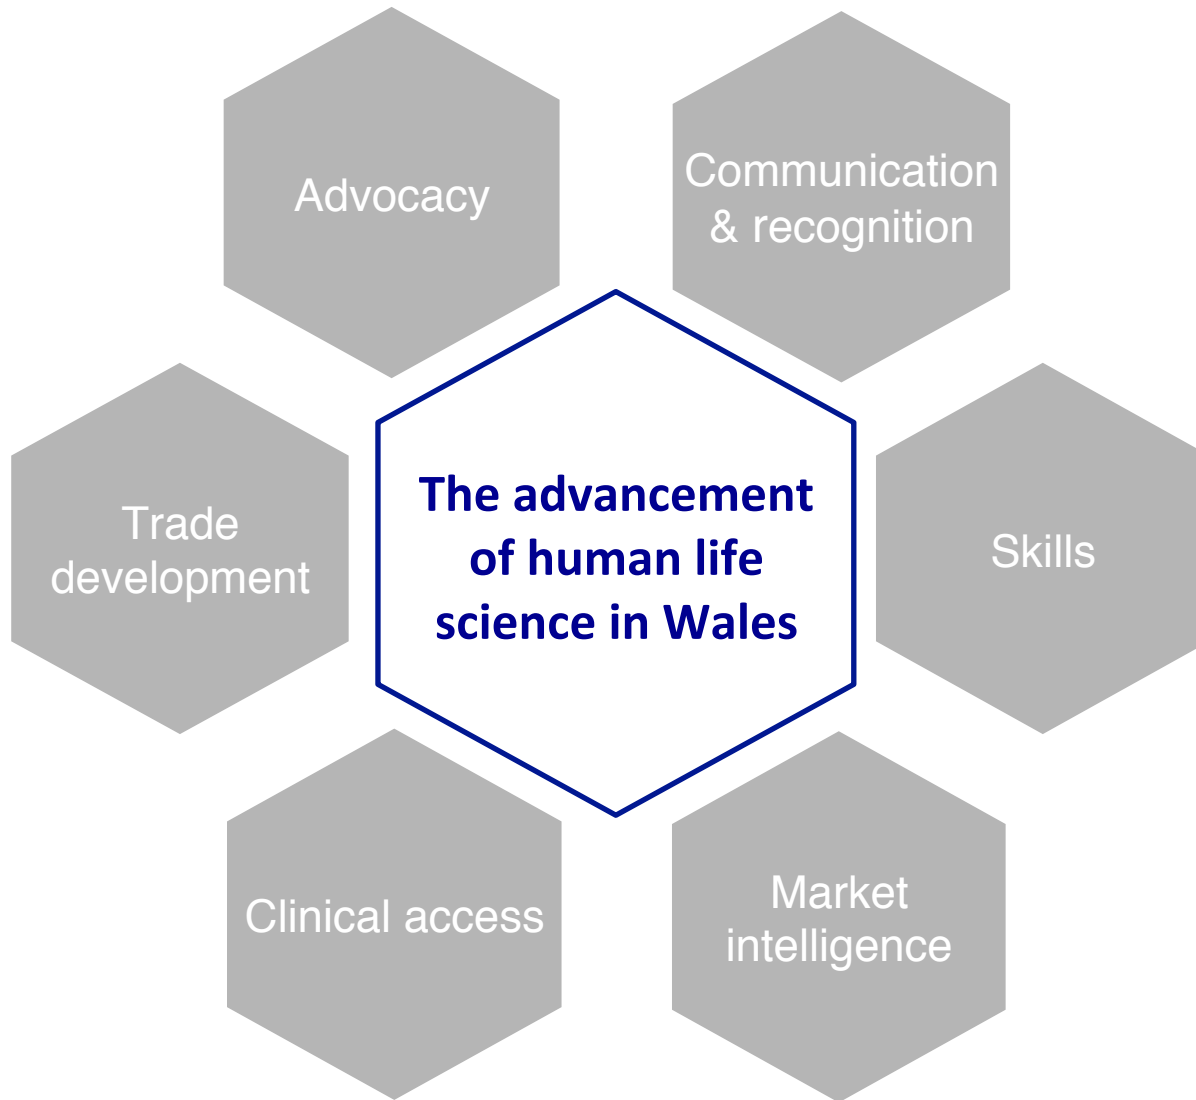 Advocacy
Communication
& recognition
The advancement
of human life
science in Wales
Trade
development
Skills
Clinical access
Market
intelligence